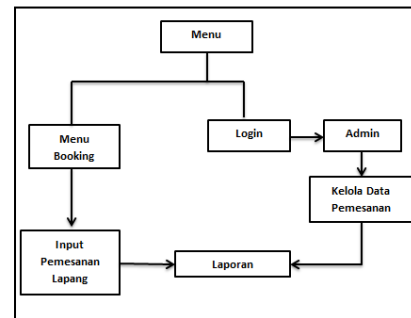 Menu
Menu
Booking
Login
Admin
Kelola Data
Pemesanan
Input
Pemesanan
Lapang
Laporan